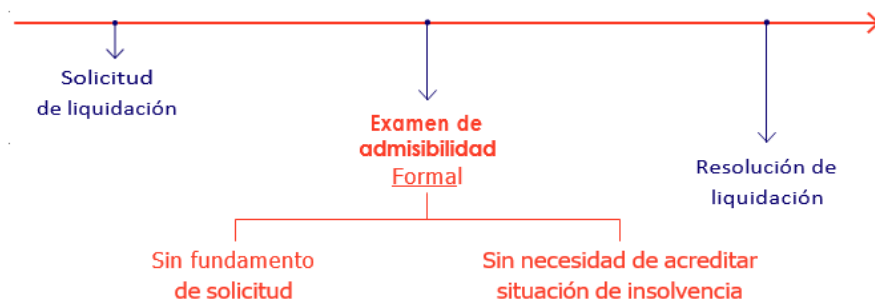 Solicitud
de liquidación
Examen de
admisibilidad
Formal
Resolución de
liquidación
Sin fundamento
de solicitud
Sin necesidad de acreditar
situación de insolvencia